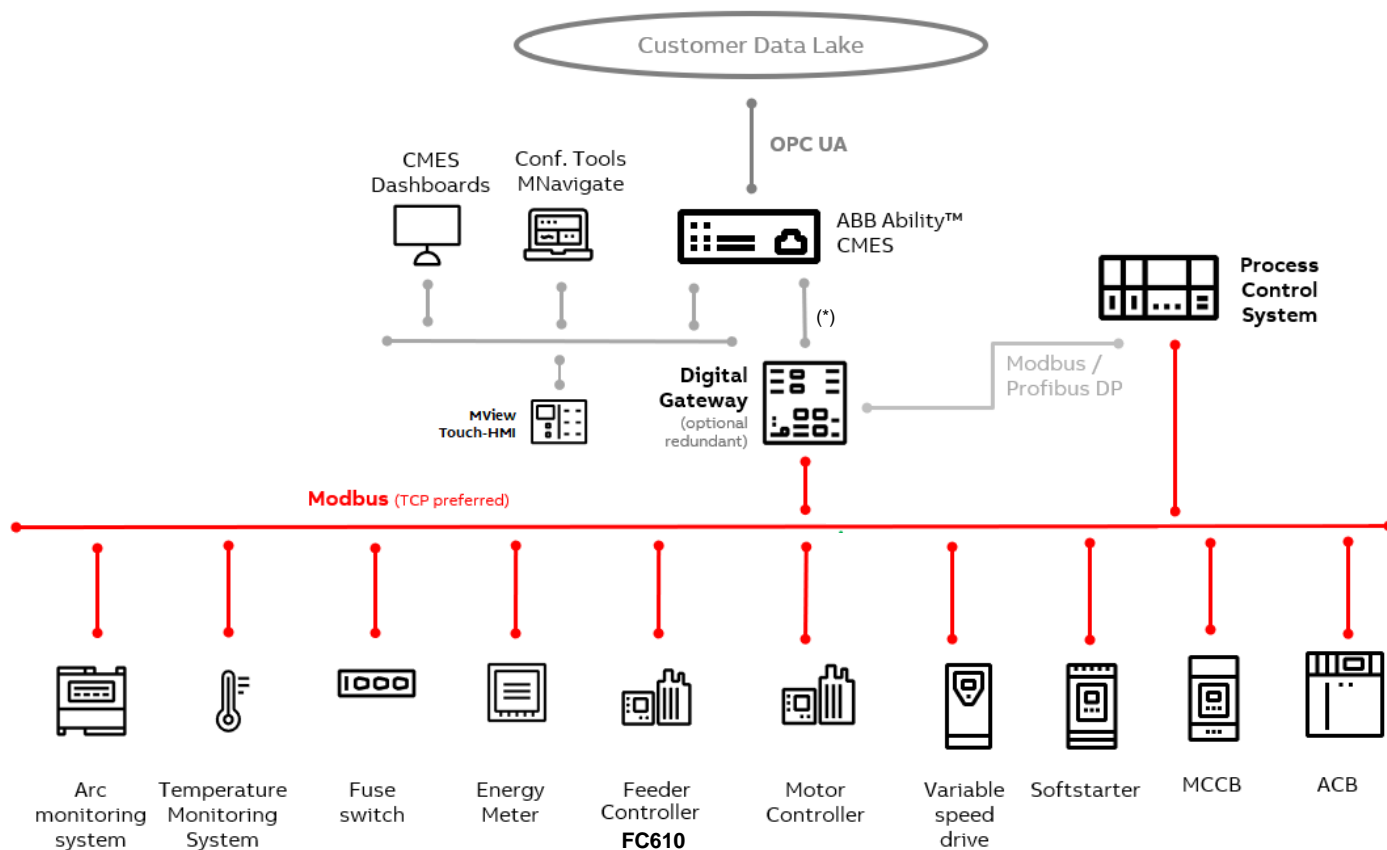 Customer Data Lake
OPC UA
CMES
Dashboards
Conf. Tools
MNavigate
ABB Ability™
CMES
Process
Control
System
(*)
Digital
Gateway
(optional
redundant)
Modbus /
Profibus DP
MView
Touch-HMI
Modbus (TCP preferred)
Arc
monitoring
system
Temperature
Monitoring
System
Fuse
switch
Energy
Meter
Feeder
Controller
FC610
Motor
Controller
Variable
speed
drive
Softstarter
MCCB
ACB